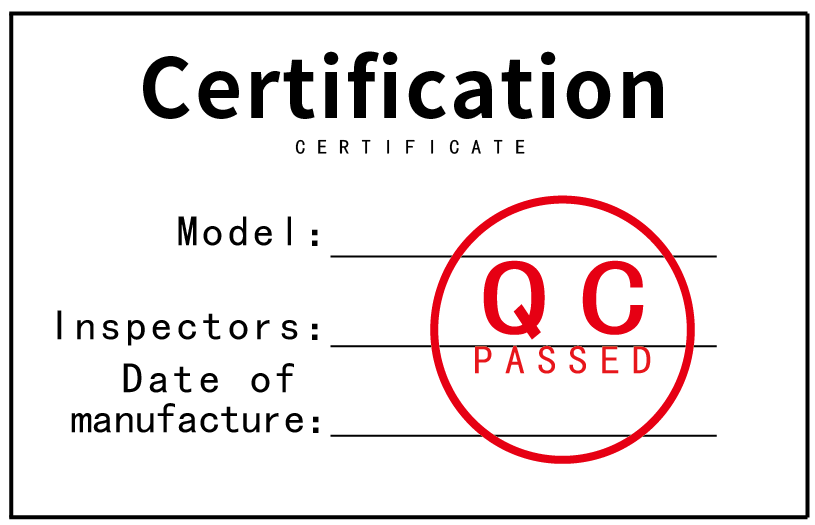 Certification
CERTIFICATE
Model:
QC
Inspectors:
PASSED
Date of
manufacture: